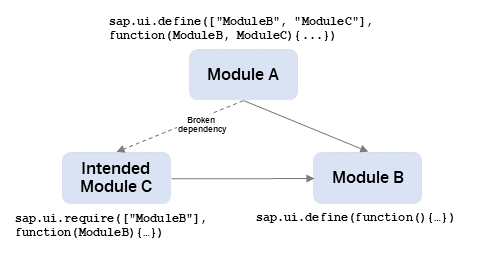 sap.ui.define(["ModuleB", "ModuleC"],
function(ModuleB, ModuleC){...})
Module A
Broken
dependency
Intended
Module C
Module B
sap.ui.require(["ModuleB"],
function(ModuleB){…})
sap.ui.define(function(){…})